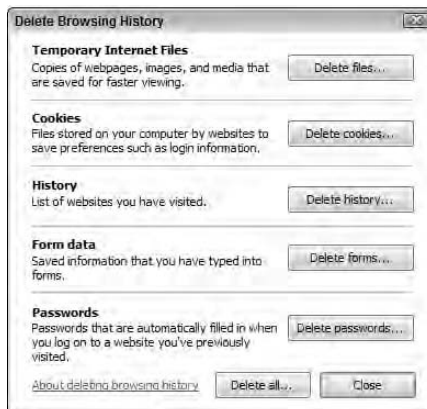 Delete Browsing History
Temporary Internet Files
Copies of webpages, images, and media that
are saved for faster viewing.
Delete files...
Cookies
Files stored on your computer by websites to
save preferences such as login information.
Delete cookies...
History
List of websites you have visited.
Delete history...
Form data
Saved information that you have typed into
forms.
Delete forms...
Passwords
Passwords that are automatically filled in when
you log on to a website you've previously
visited.
Delete passwords...
About deleting browsing history
Delete all...
Close